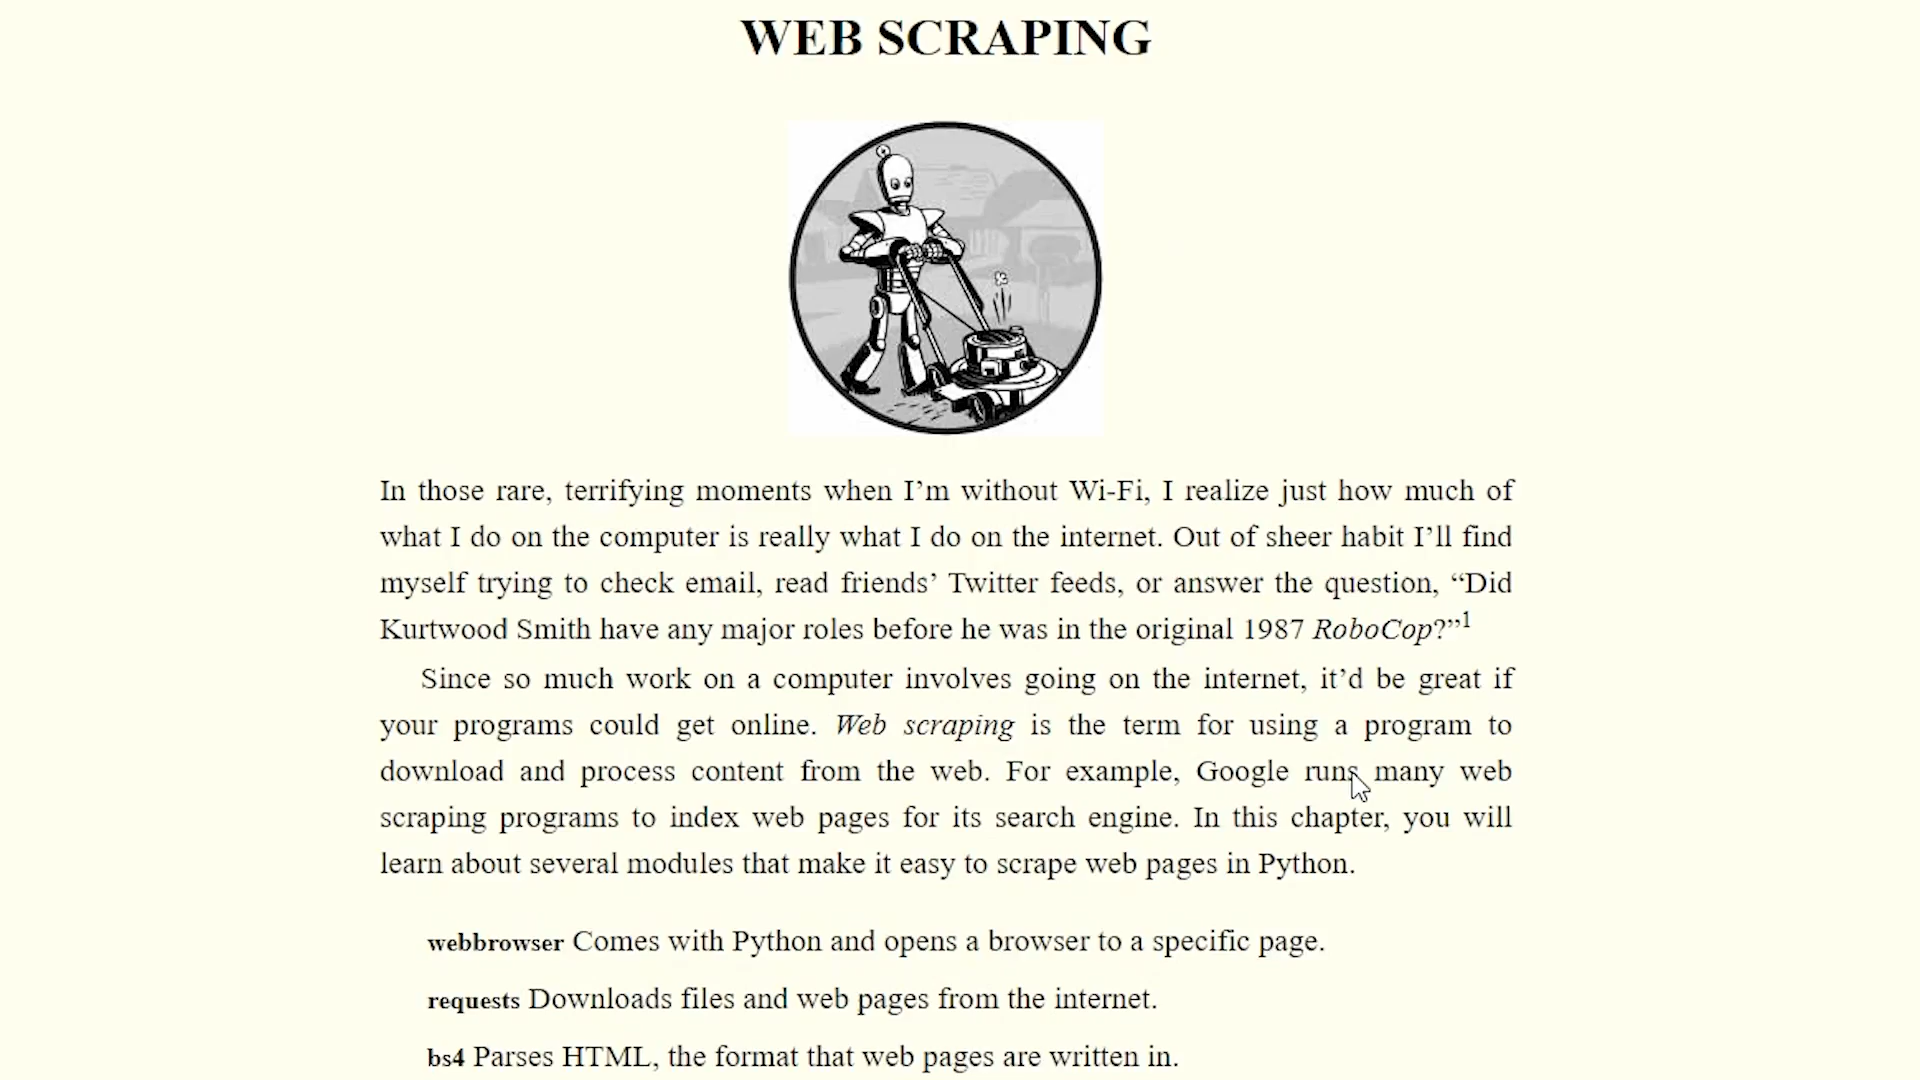 WEB SCRAPING
In those rare, terrifying moments when I’m without Wi-Fi, I realize just how much of
what I do on the computer is really what I do on the internet. Out of sheer habit I’ll find
myself trying to check email, read friends’ Twitter feeds, or answer the question, “Did
Kurtwood Smith have any major roles before he was in the original 1987 RoboCop?”1
Since so much work on a computer involves going on the internet, it’d be great if
your programs could get online. Web scraping is the term for using a program to
download and process content from the web. For example, Google runs many web
scraping programs to index web pages for its search engine. In this chapter, you will
learn about several modules that make it easy to scrape web pages in Python.
webbrowser Comes with Python and opens a browser to a specific page.
requests Downloads files and web pages from the internet.
bs4 Parses HTML, the format that web pages are written in.